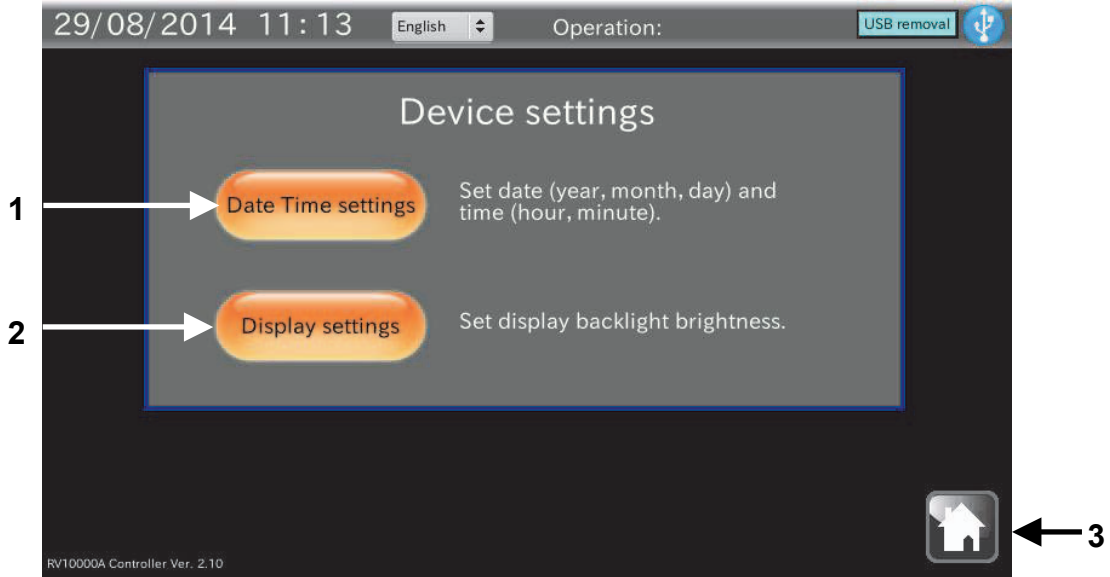 29/08/2014 11:13 English Operation: USB removal
Device settings
1
Date Time settings
Set date (year, month, day) and
time (hour, minute).
2
Display settings
Set display backlight brightness.
3
RV10000A Controller Ver. 2.10